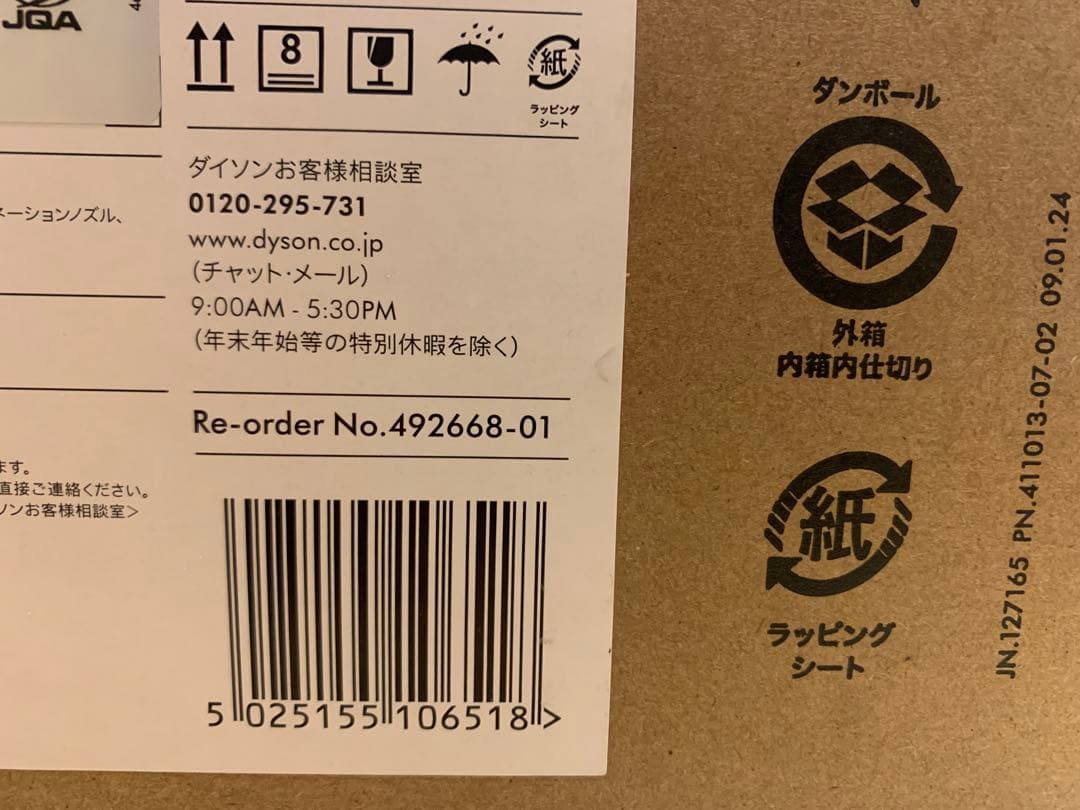 JQA
8
紙
ラッピング
シート
ダイソンお客様相談室
0120-295-731
www.dyson.co.jp
(チャット・メール)
9:00AM - 5:30PM
(年末年始等の特別休暇を除く)
Re-order No.492668-01
5 025155 106518 >
ネーションノズル、
ます。
直接ご連絡ください。
ソンお客様相談室>
ダンボール
外箱
内箱内仕切り
紙
ラッピング
シート
JN.127165 PN.411013-07-02 09.01.24